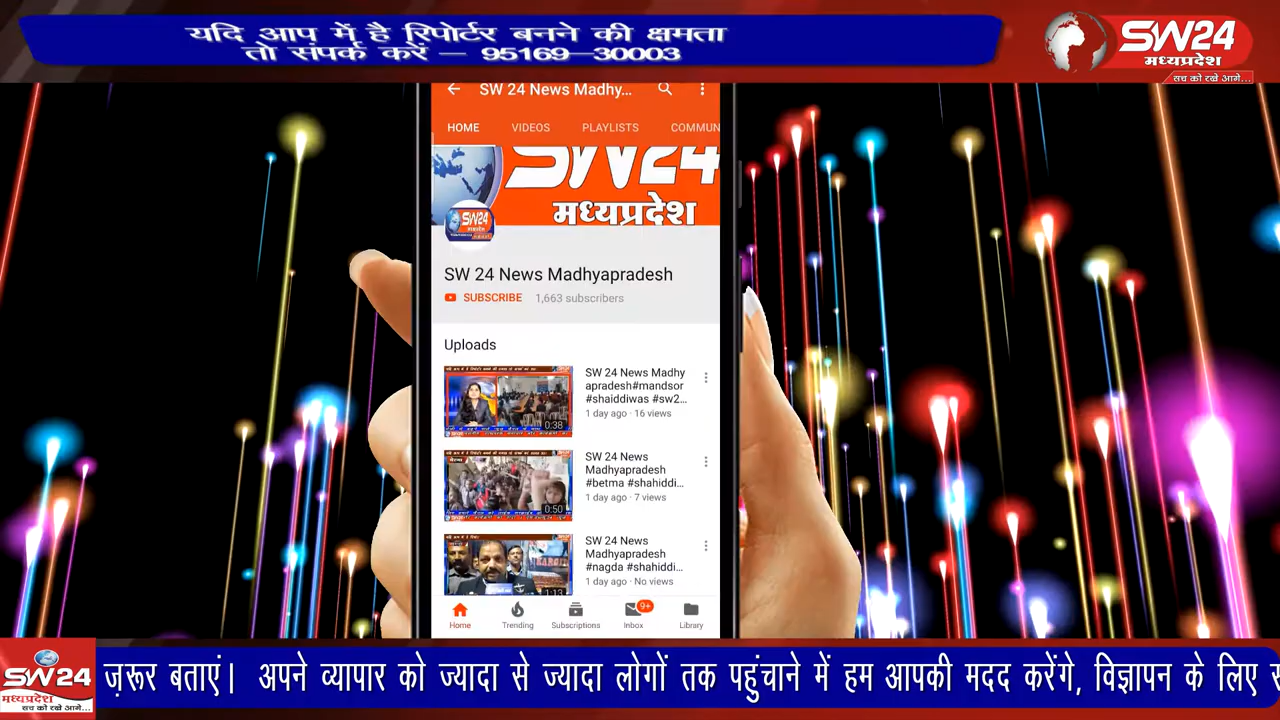 यदि आप में है रिपोर्टर बनने की क्षमता
तो संपर्क करें – 95169–30003
SW24
मध्यप्रदेश
सच को रखे आगे...
SW 24 News Madhy...
HOME VIDEOS PLAYLISTS COMMUN
SW24
मध्यप्रदेश
SW24
SW 24 News Madhyapradesh
SUBSCRIBE 1,663 subscribers
Uploads
SW 24 News Madhy
apradesh#mandsor
#shaiddiwas #sw2...
1 day ago · 16 views
0:38
SW 24 News
Madhyapradesh
#betma #shahiddi...
1 day ago · 7 views
0:50
SW 24 News
Madhyapradesh
#nagda #shahiddi...
1 day ago · No views
1:13
9+
Home Trending Subscriptions Inbox Library
SW24
मध्यप्रदेश
सच को रखे आगे...
ज़रूर बताएं। अपने व्यापार को ज्यादा से ज्यादा लोगों तक पहुंचाने में हम आपकी मदद करेंगे, विज्ञापन के लिए